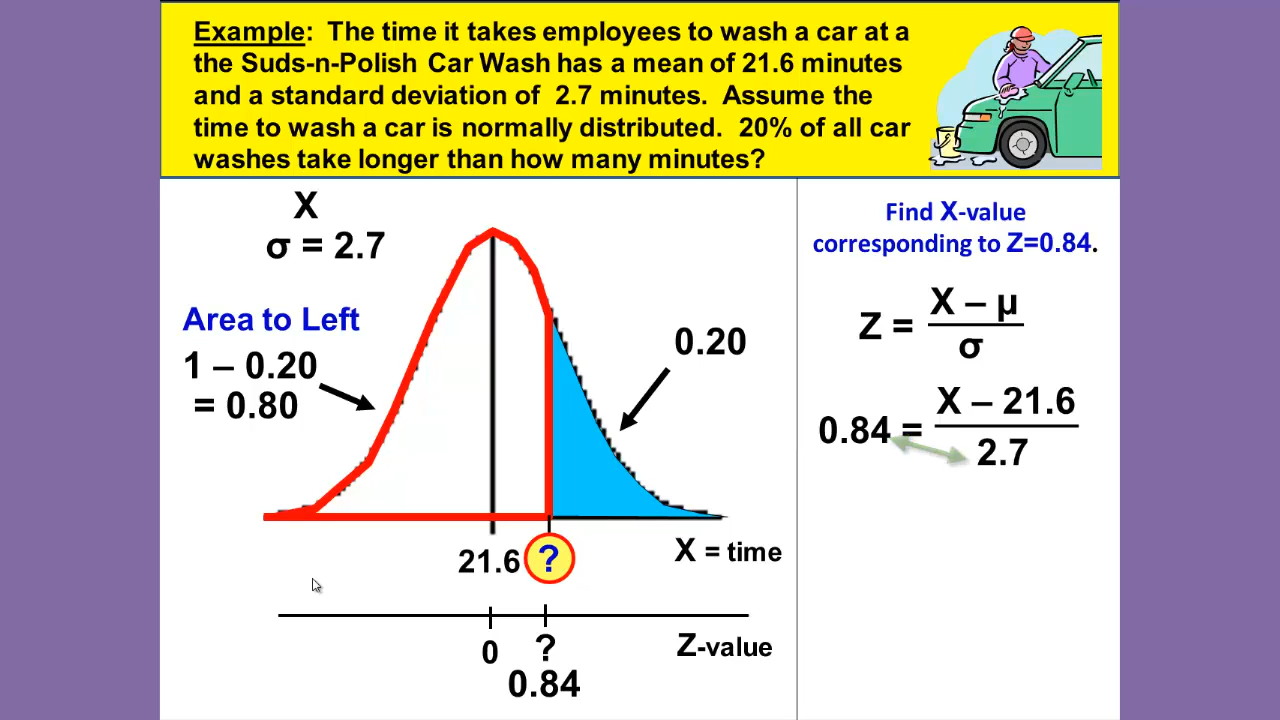 Example:  The time it takes employees to wash a car at a
the Suds-n-Polish Car Wash has a mean of 21.6 minutes
and a standard deviation of  2.7 minutes.  Assume the
time to wash a car is normally distributed.  20% of all car
washes take longer than how many minutes?
X
σ = 2.7
Area to Left
1 – 0.20
= 0.80
0.20
21.6
?
X = time
0
?
Z-value
0.84
Find X-value
corresponding to Z=0.84.
Z =
X – μ
σ
0.84 =
X – 21.6
2.7